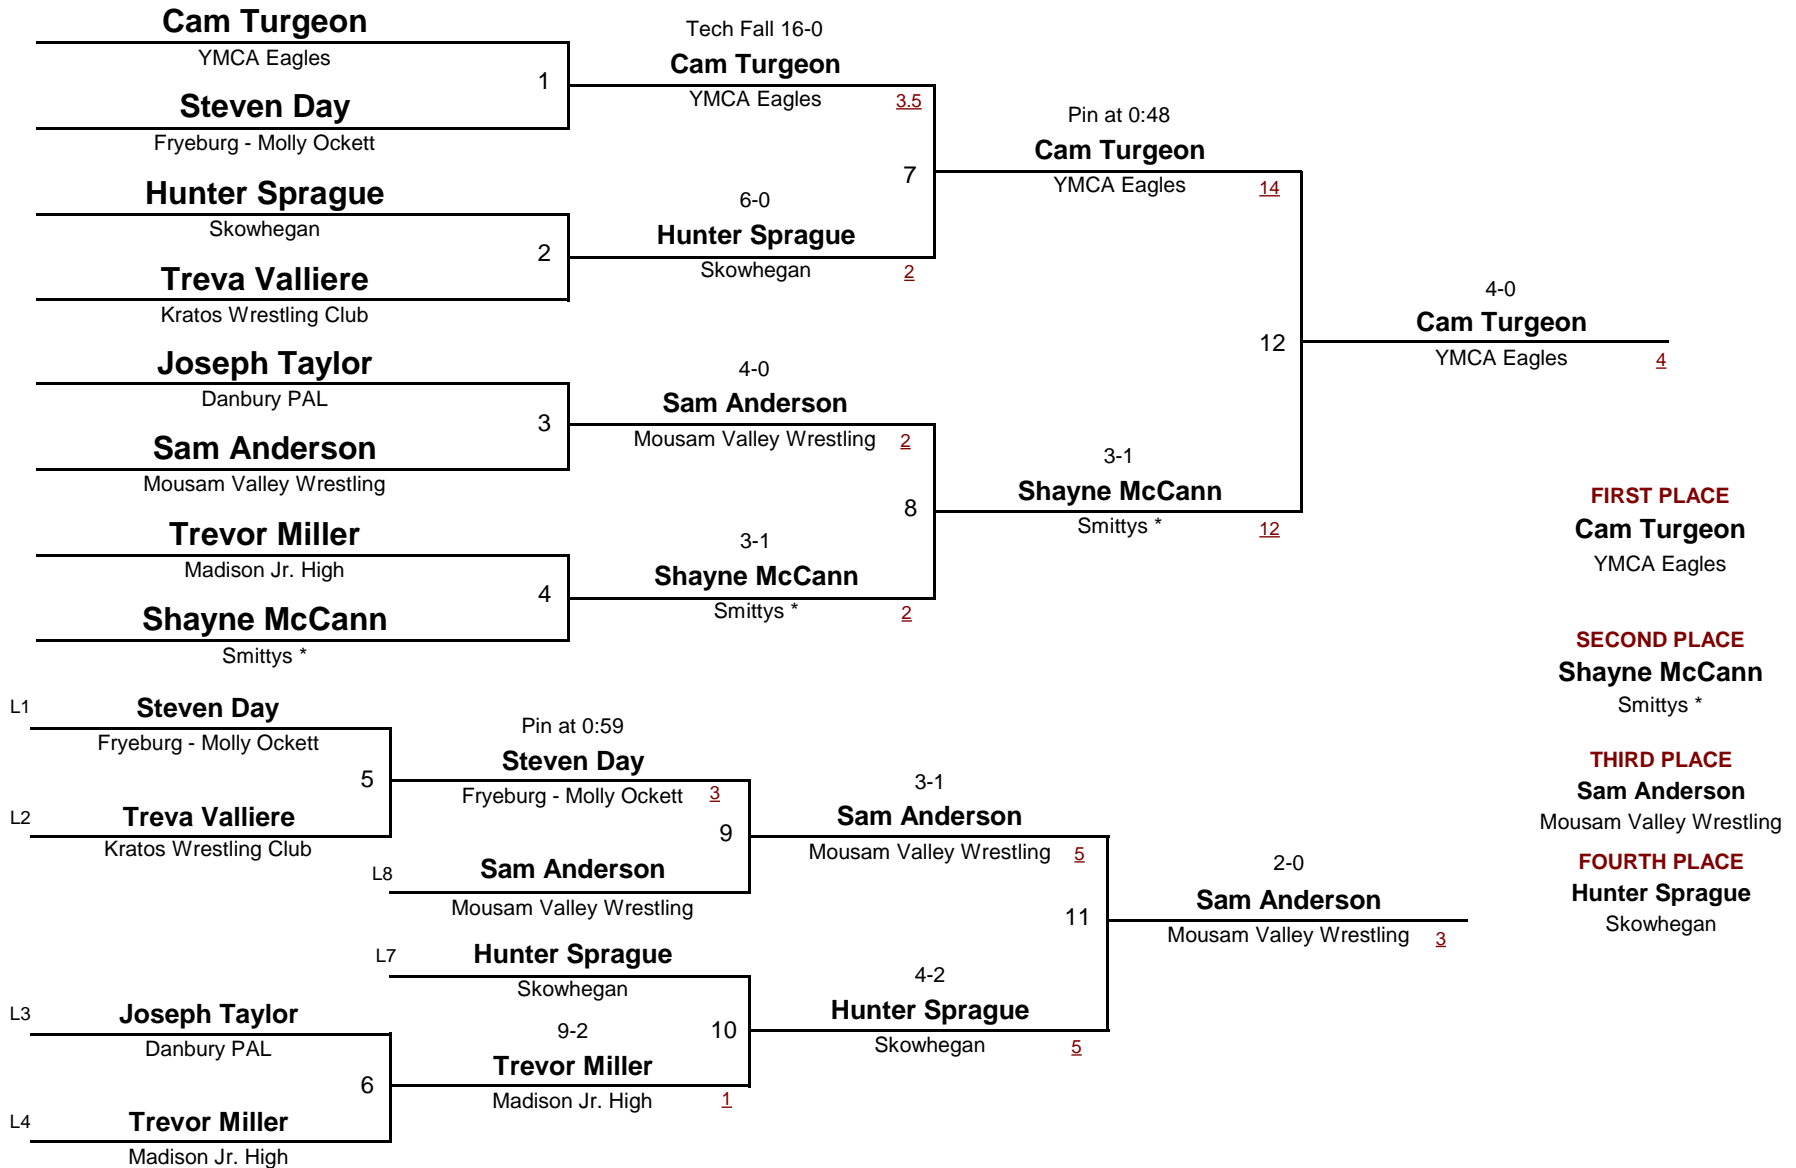 Cam Turgeon
YMCA Eagles
1
Steven Day
Fryeburg - Molly Ockett
Hunter Sprague
Skowhegan
2
Treva Valliere
Kratos Wrestling Club
Joseph Taylor
Danbury PAL
3
Sam Anderson
Mousam Valley Wrestling
Trevor Miller
Madison Jr. High
4
Shayne McCann
Smittys *
Tech Fall 16-0
Cam Turgeon
YMCA Eagles 3.5
7
6-0
Hunter Sprague
Skowhegan 2
4-0
Sam Anderson
Mousam Valley Wrestling 2
8
3-1
Shayne McCann
Smittys * 2
Pin at 0:48
Cam Turgeon
YMCA Eagles 14
12
3-1
Shayne McCann
Smittys * 12
4-0
Cam Turgeon
YMCA Eagles 4
FIRST PLACE
Cam Turgeon
YMCA Eagles
SECOND PLACE
Shayne McCann
Smittys *
THIRD PLACE
Sam Anderson
Mousam Valley Wrestling
FOURTH PLACE
Hunter Sprague
Skowhegan
L1 Steven Day
Fryeburg - Molly Ockett
5
L2 Treva Valliere
Kratos Wrestling Club
L3 Joseph Taylor
Danbury PAL
6
L4 Trevor Miller
Madison Jr. High
Pin at 0:59
Steven Day
Fryeburg - Molly Ockett 3
9
L8 Sam Anderson
Mousam Valley Wrestling
L7 Hunter Sprague
Skowhegan
10
9-2
Trevor Miller
Madison Jr. High 1
3-1
Sam Anderson
Mousam Valley Wrestling 5
11
4-2
Hunter Sprague
Skowhegan 5
2-0
Sam Anderson
Mousam Valley Wrestling 3